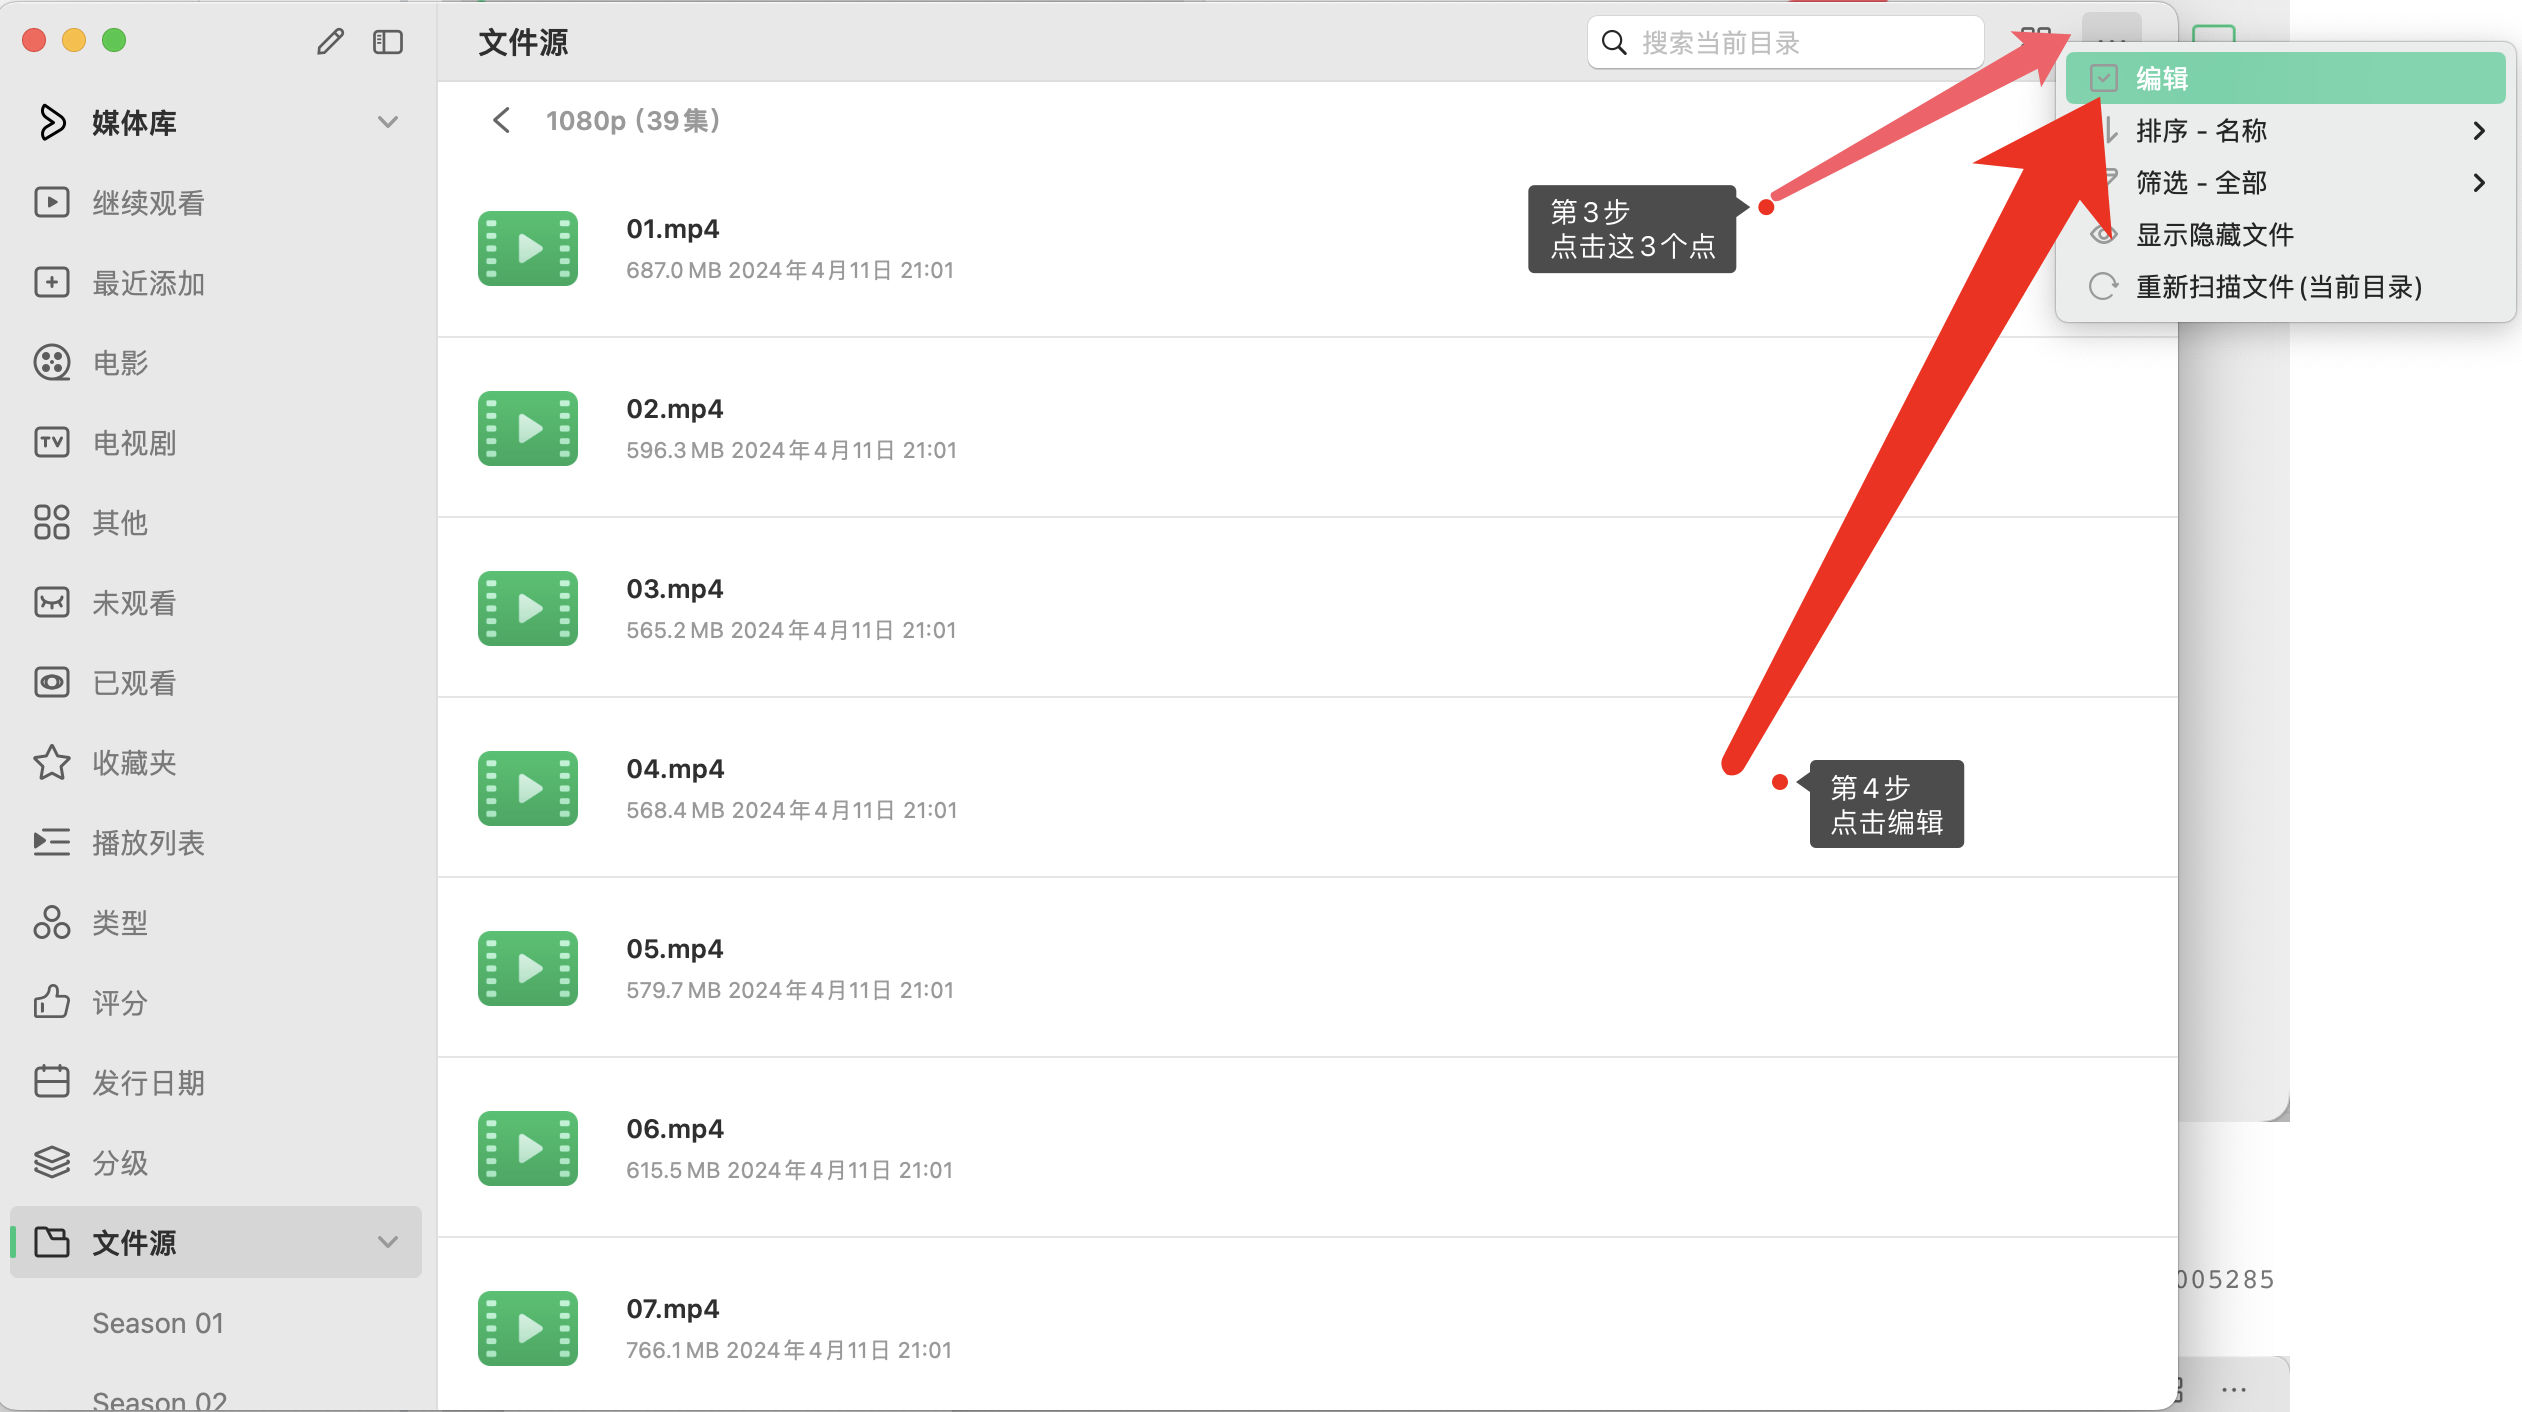 文件源
搜索当前目录
媒体库
继续观看
最近添加
电影
TV
电视剧
其他
未观看
已观看
收藏夹
播放列表
类型
评分
发行日期
分级
文件源
Season 01
Season 02
1080p（39集）
01.mp4
687.0 MB 2024年4月11日 21:01
02.mp4
596.3 MB 2024年4月11日 21:01
03.mp4
565.2 MB 2024年4月11日 21:01
04.mp4
568.4 MB 2024年4月11日 21:01
05.mp4
579.7 MB 2024年4月11日 21:01
06.mp4
615.5 MB 2024年4月11日 21:01
07.mp4
766.1 MB 2024年4月11日 21:01
第3步
点击这3个点
第4步
点击编辑
编辑
排序 - 名称
筛选 - 全部
显示隐藏文件
重新扫描文件(当前目录)
005285